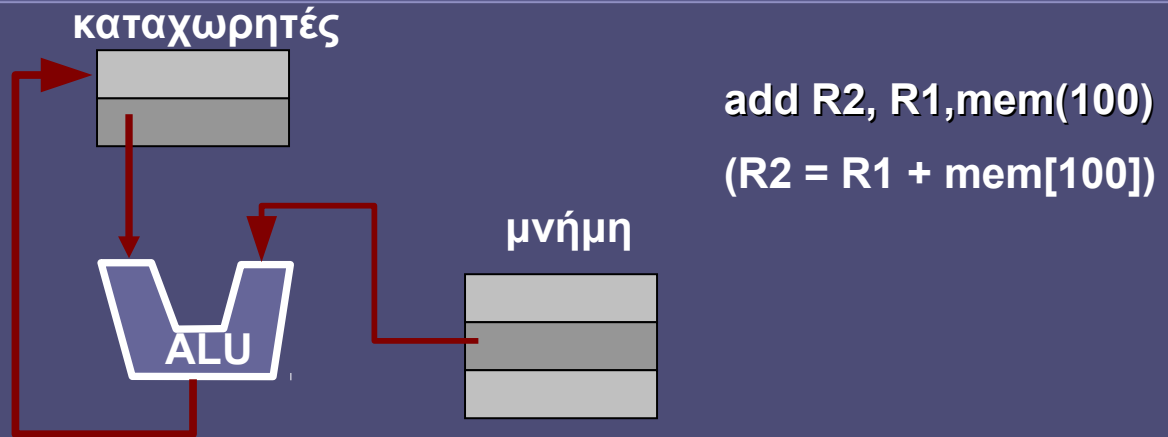 καταχωρητές
add R2, R1,mem(100)
(R2 = R1 + mem[100])
μνήμη
ALU